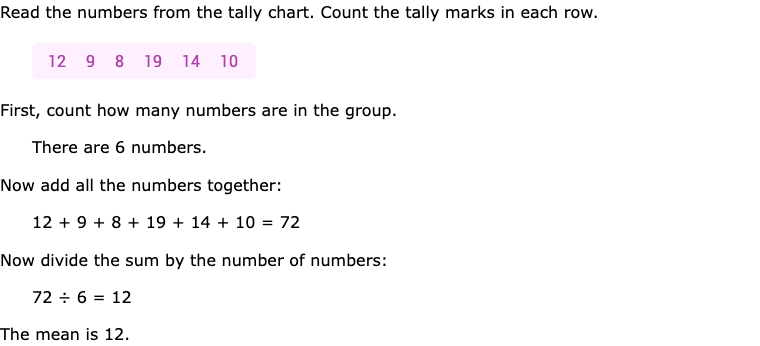 Read the numbers from the tally chart. Count the tally marks in each row.
12 9 8 19 14 10
First, count how many numbers are in the group.
There are 6 numbers.
Now add all the numbers together:
12 + 9 + 8 + 19 + 14 + 10 = 72
Now divide the sum by the number of numbers:
72 ÷ 6 = 12
The mean is 12.